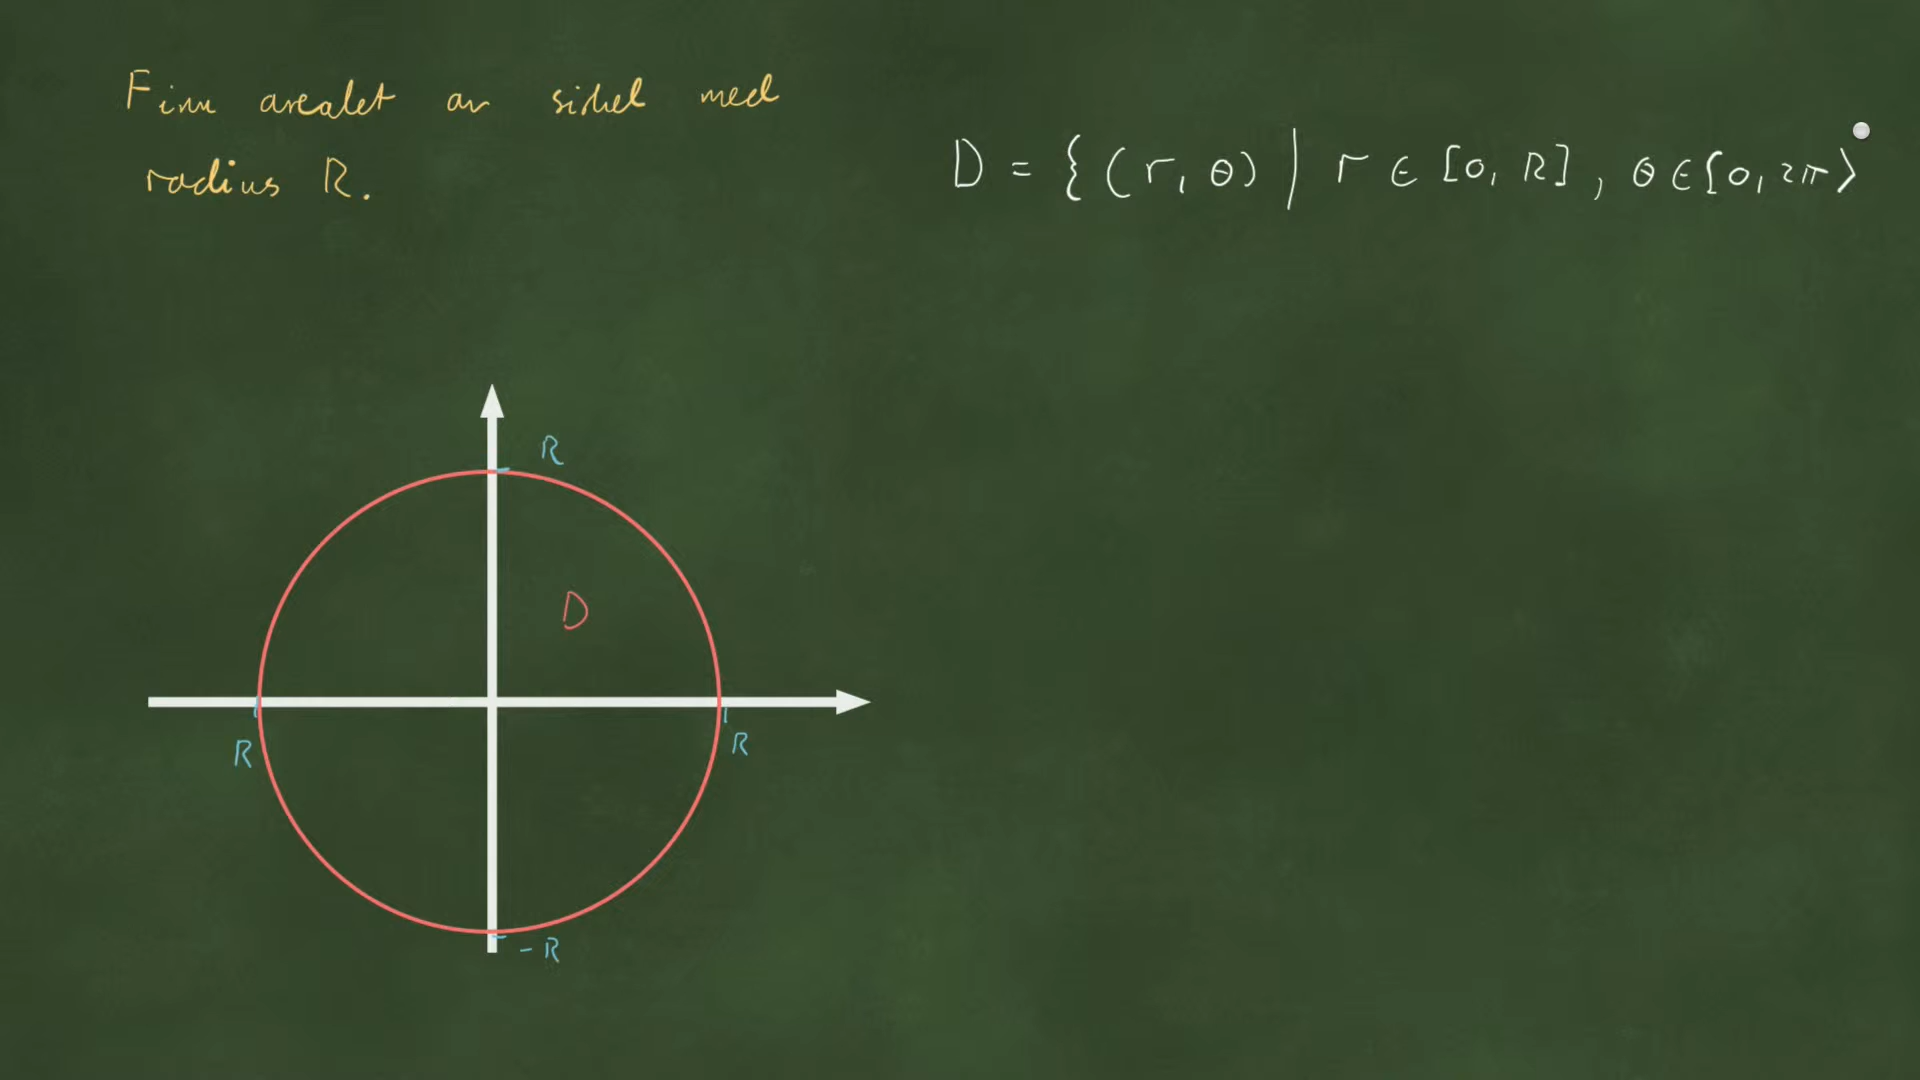 Finn arealet av sirkel med
radius R.
D = { (r, θ) | r ∈ [0, R], θ ∈ [0, 2π⟩
R
D
R
R
-R